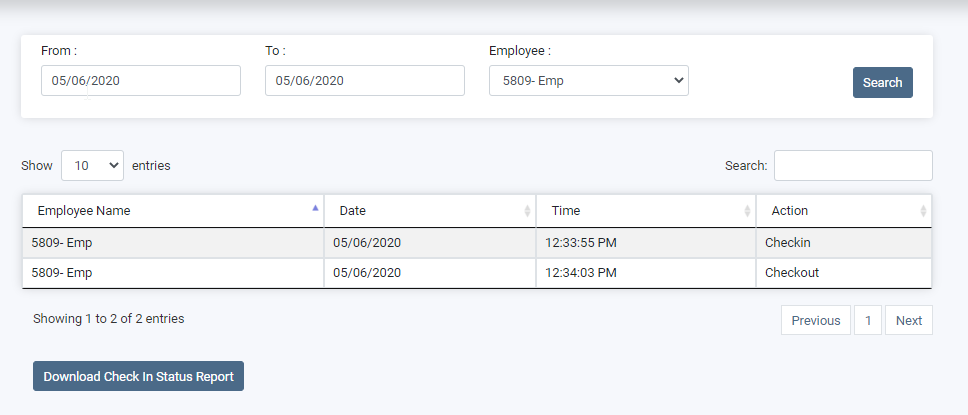 From : To : Employee :
05/06/2020 05/06/2020 5809- Emp Search
Show 10 entries Search:
Employee Name Date Time Action
5809- Emp 05/06/2020 12:33:55 PM Checkin
5809- Emp 05/06/2020 12:34:03 PM Checkout
Showing 1 to 2 of 2 entries Previous 1 Next
Download Check In Status Report